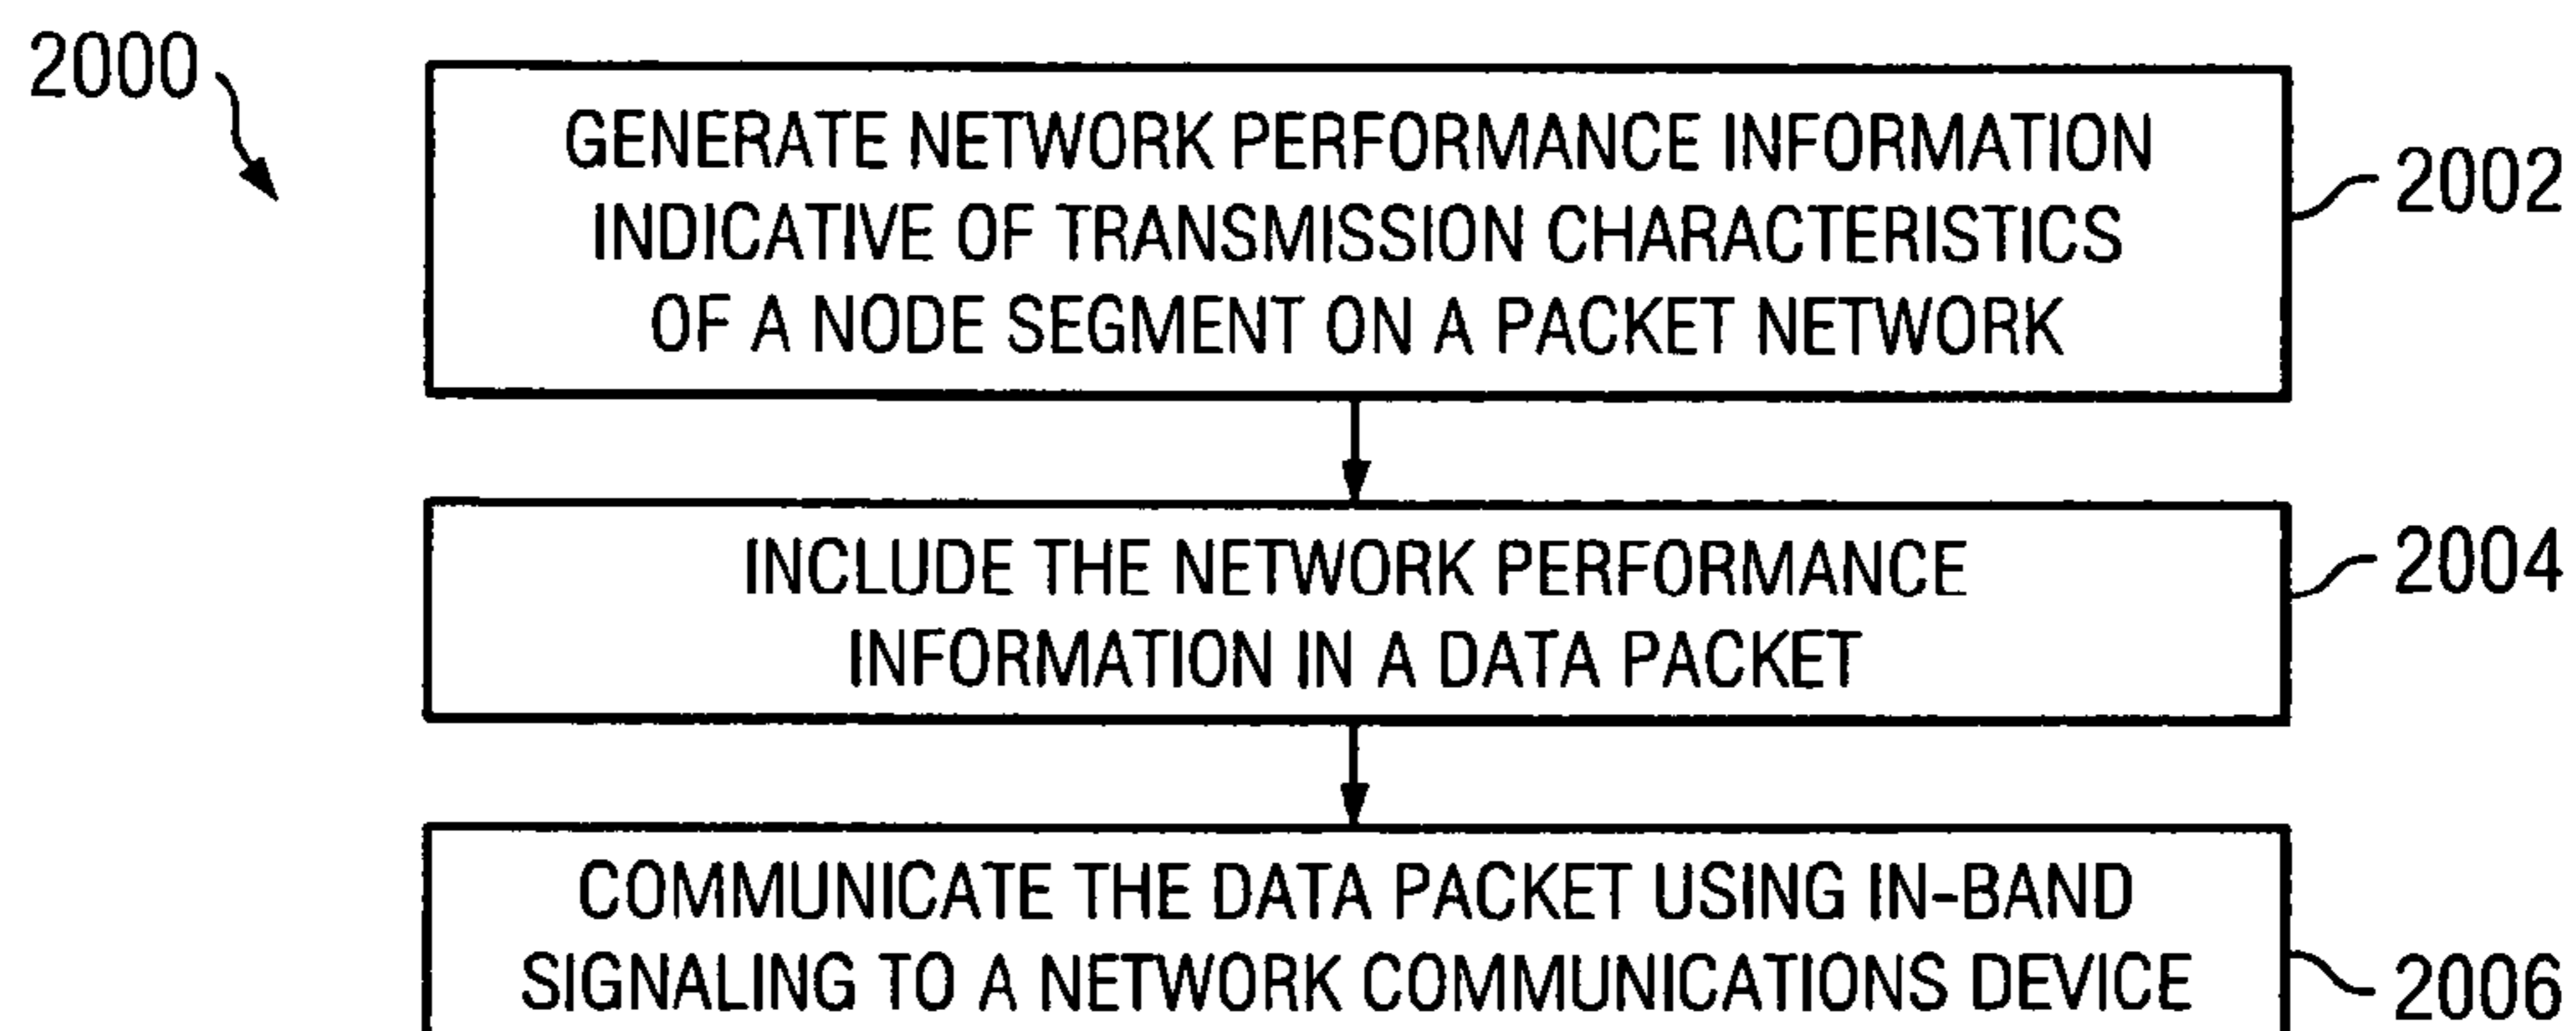 2000
GENERATE NETWORK PERFORMANCE INFORMATION
INDICATIVE OF TRANSMISSION CHARACTERISTICS
OF A NODE SEGMENT ON A PACKET NETWORK
2002
INCLUDE THE NETWORK PERFORMANCE
INFORMATION IN A DATA PACKET
2004
COMMUNICATE THE DATA PACKET USING IN-BAND
SIGNALING TO A NETWORK COMMUNICATIONS DEVICE
2006